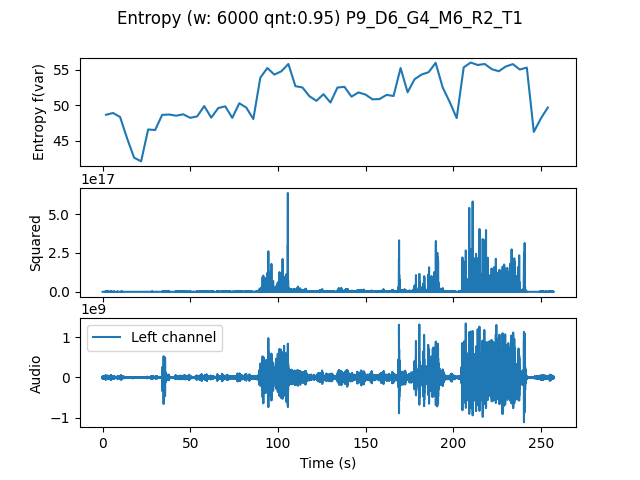 Entropy (w: 6000 qnt:0.95) P9_D6_G4_M6_R2_T1
Entropy f(var)
55
50
45
1e17
Squared
5.0
2.5
0.0
1e9
Left channel
Audio
1
0
−1
0
50
100
150
200
250
Time (s)